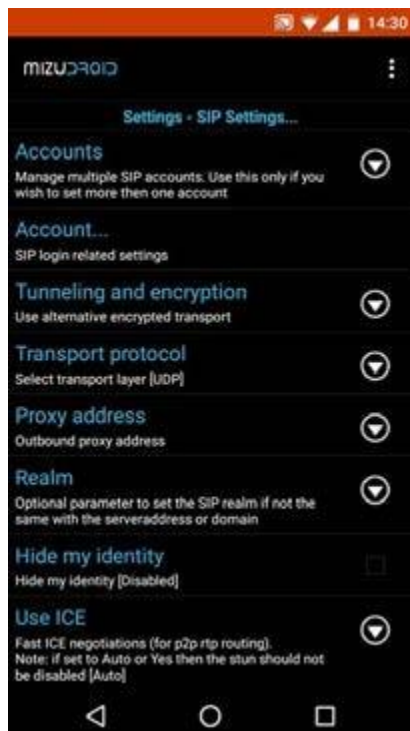 14:30
MIZUDROID
Settings - SIP Settings...
Accounts
Manage multiple SIP accounts. Use this only if you
wish to set more then one account
Account...
SIP login related settings
Tunneling and encryption
Use alternative encrypted transport
Transport protocol
Select transport layer [UDP]
Proxy address
Outbound proxy address
Realm
Optional parameter to set the SIP realm if not the
same with the serveraddress or domain
Hide my identity
Hide my identity [Disabled]
Use ICE
Fast ICE negotiations (for p2p rtp routing).
Note: if set to Auto or Yes then the stun should not
be disabled [Auto]